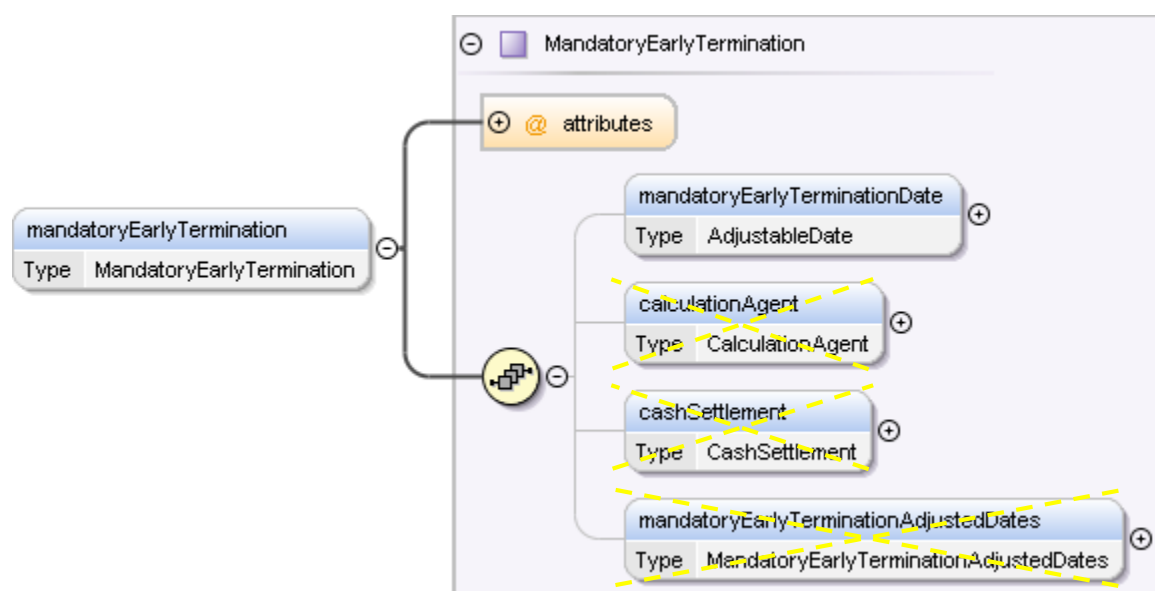 MandatoryEarlyTermination
@ attributes
mandatoryEarlyTerminationDate
Type AdjustableDate
mandatoryEarlyTermination
Type MandatoryEarlyTermination
calculationAgent
Type CalculationAgent
cashSettlement
Type CashSettlement
mandatoryEarlyTerminationAdjustedDates
Type MandatoryEarlyTerminationAdjustedDates